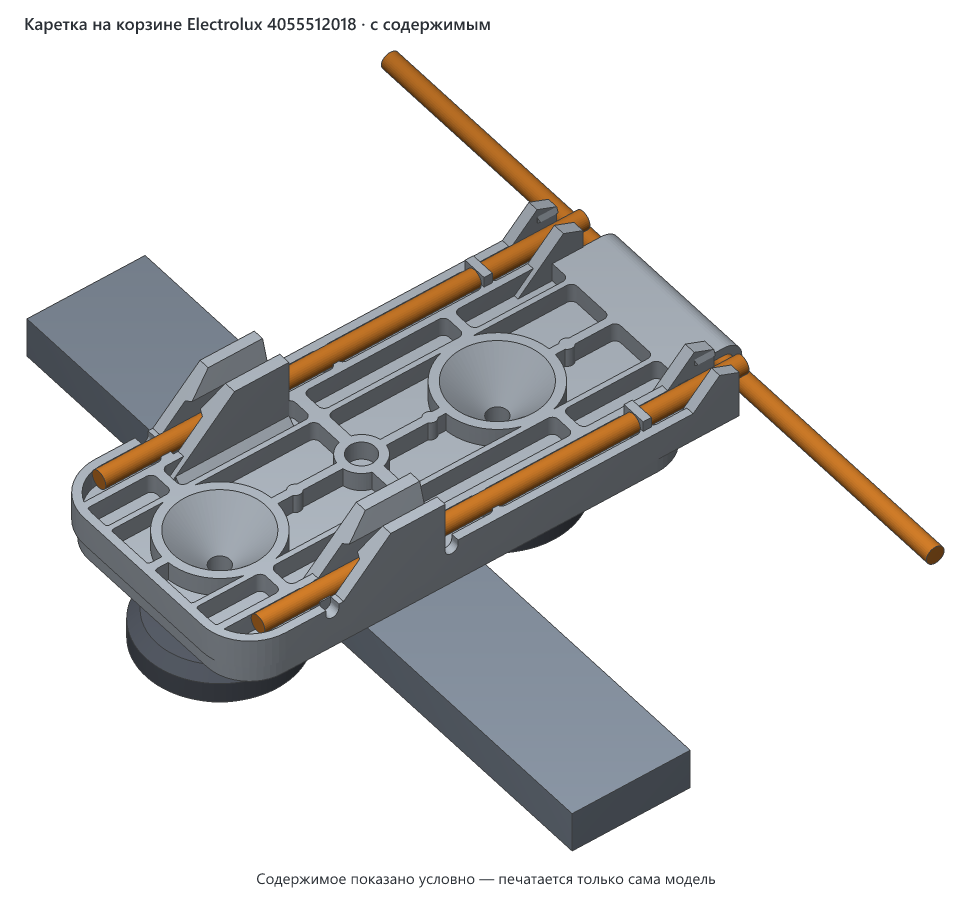 Каретка на корзине Electrolux 4055512018 · с содержимым
Содержимое показано условно — печатается только сама модель